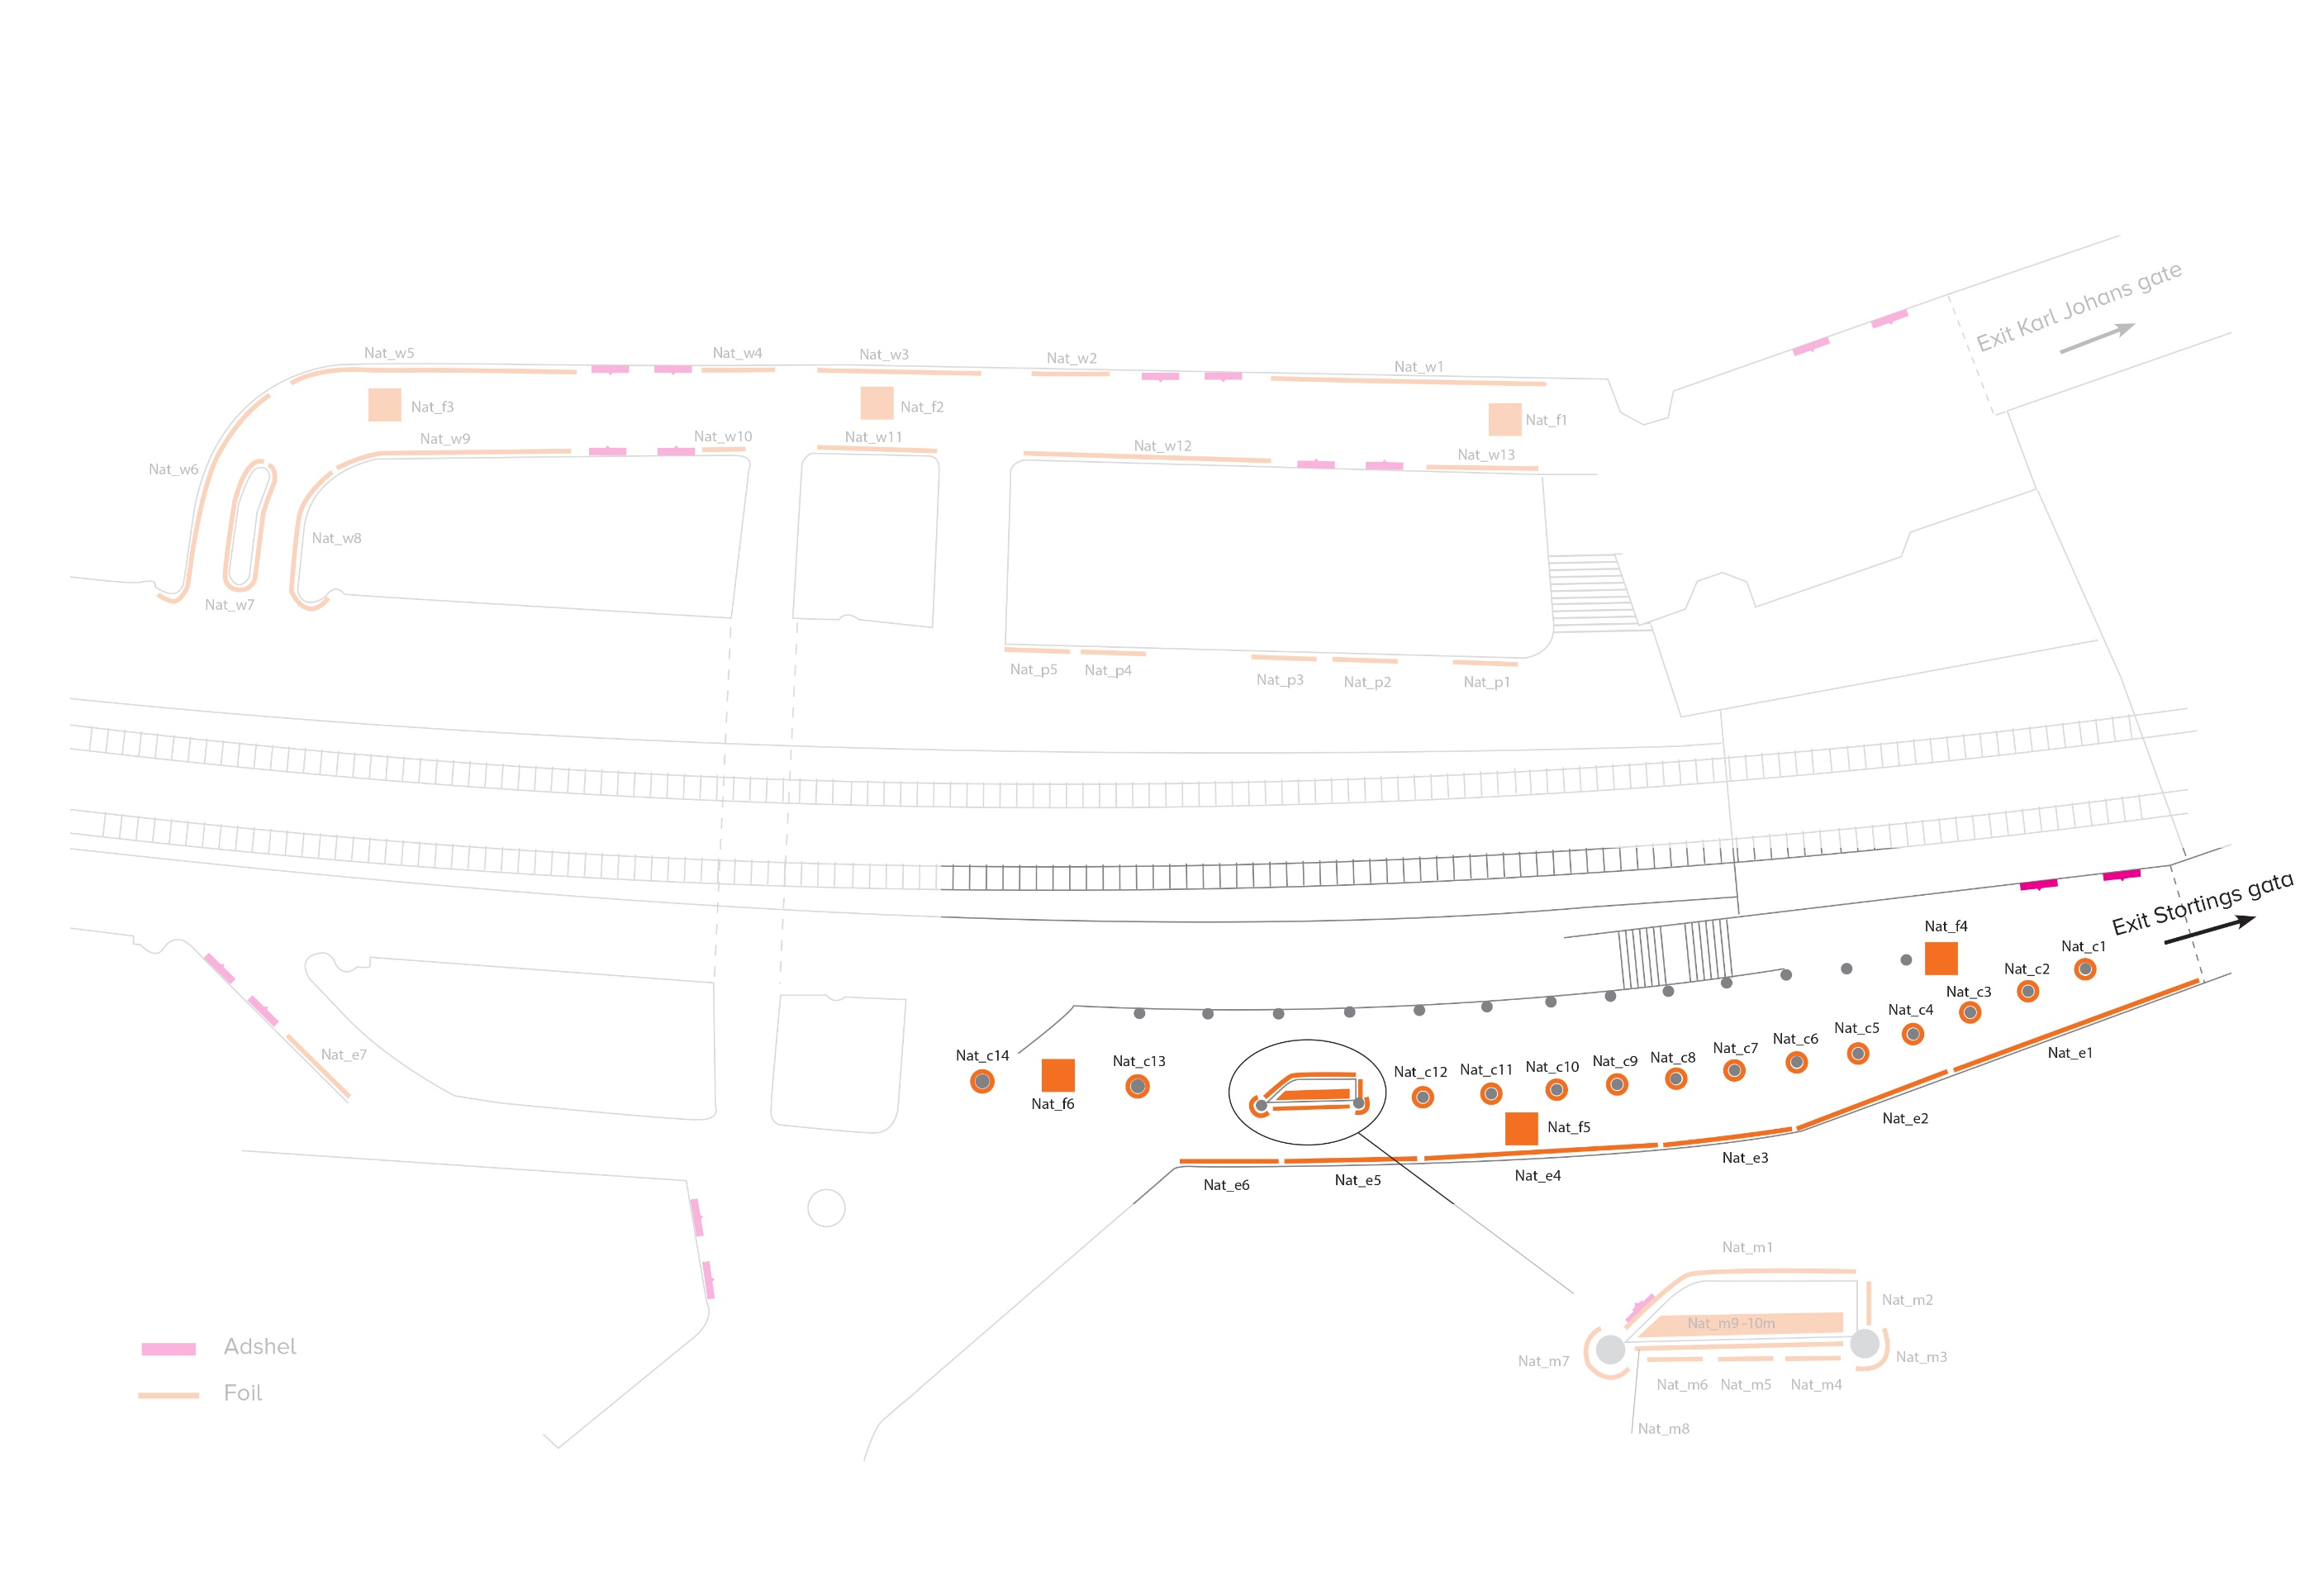 Exit Karl Johans gate
Nat_w5
Nat_w4
Nat_w3
Nat_w2
Nat_w1
Nat_f3
Nat_f2
Nat_f1
Nat_w9
Nat_w10
Nat_w11
Nat_w12
Nat_w13
Nat_w6
Nat_w8
Nat_w7
Nat_p5
Nat_p4
Nat_p3
Nat_p2
Nat_p1
Exit Stortings gata
Nat_f4
Nat_c1
Nat_c2
Nat_c3
Nat_c4
Nat_c5
Nat_c6
Nat_c7
Nat_c8
Nat_c9
Nat_c10
Nat_c11
Nat_c12
Nat_c13
Nat_c14
Nat_e7
Nat_f6
Nat_f5
Nat_e1
Nat_e2
Nat_e3
Nat_e4
Nat_e5
Nat_e6
Nat_m1
Nat_m2
Nat_m9 -10m
Nat_m7
Nat_m3
Nat_m6
Nat_m5
Nat_m4
Nat_m8
Adshel
Foil